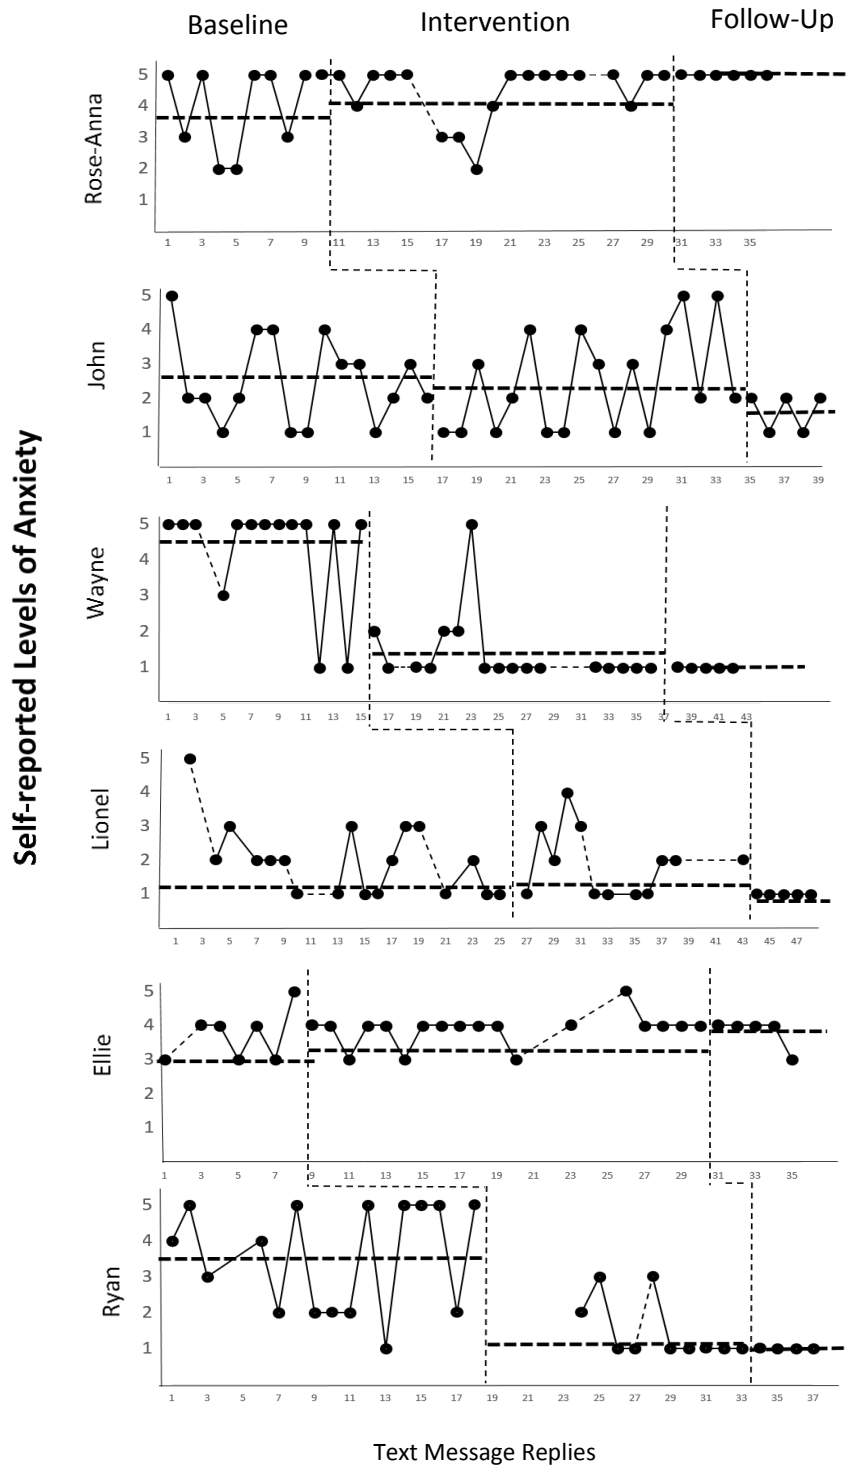 Baseline Intervention Follow-Up
Self-reported Levels of Anxiety
Rose-Anna
5
4
3
2
1
1 3 5 7 9 11 13 15 17 19 21 23 25 27 29 31 33 35
John
5
4
3
2
1
1 3 5 7 9 11 13 15 17 19 21 23 25 27 29 31 33 35 37 39
Wayne
5
4
3
2
1
1 3 5 7 9 11 13 15 17 19 21 23 25 27 29 31 33 35 37 39 41 43
Lionel
5
4
3
2
1
1 3 5 7 9 11 13 15 17 19 21 23 25 27 29 31 33 35 37 39 41 43 45 47
Ellie
5
4
3
2
1
1 3 5 7 9 11 13 15 17 19 21 23 25 27 29 31 33 35
Ryan
5
4
3
2
1
1 3 5 7 9 11 13 15 17 19 21 23 25 27 29 31 33 35 37
Text Message Replies